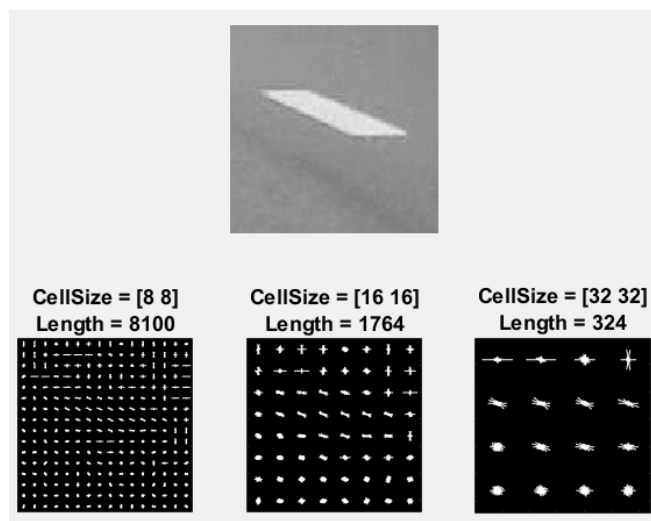 CellSize = [8 8]
Length = 8100
CellSize = [16 16]
Length = 1764
CellSize = [32 32]
Length = 324